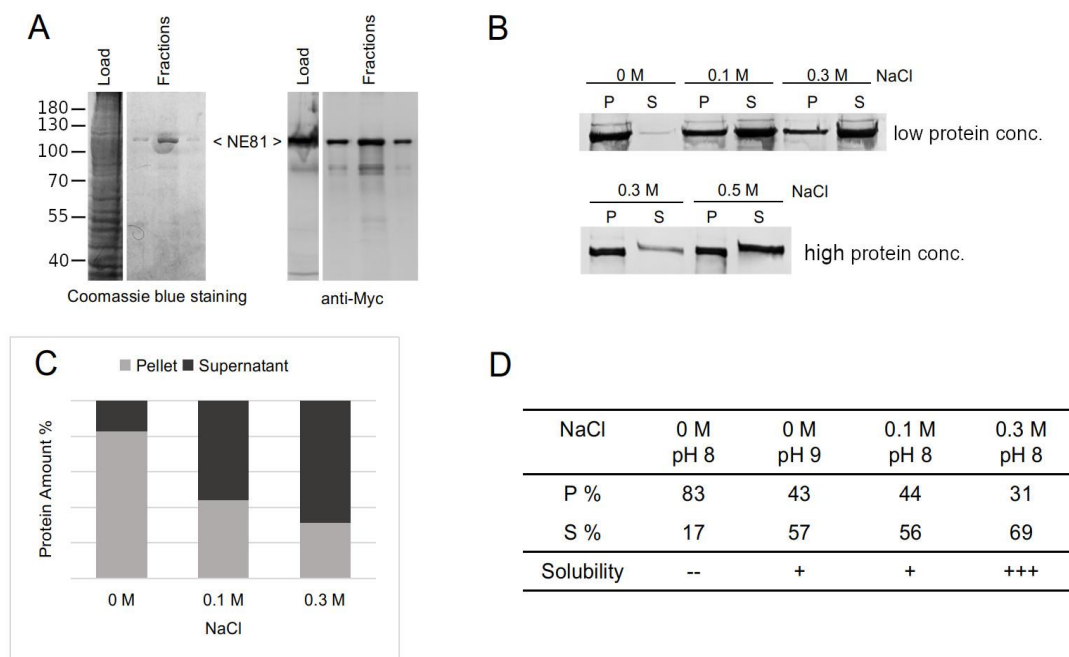 A
Load
Fractions
Load
Fractions
180
130
100
70
55
40
< NE81 >
Coomassie blue staining
anti-Myc
B
0 M 0.1 M 0.3 M NaCl
P S P S P S
low protein conc.
0.3 M 0.5 M NaCl
P S P S
high protein conc.
C
Pellet Supernatant
Protein Amount %
0 M 0.1 M 0.3 M
NaCl
D
NaCl 0 M 0 M 0.1 M 0.3 M
pH 8 pH 9 pH 8 pH 8
P % 83 43 44 31
S % 17 57 56 69
Solubility -- + + +++